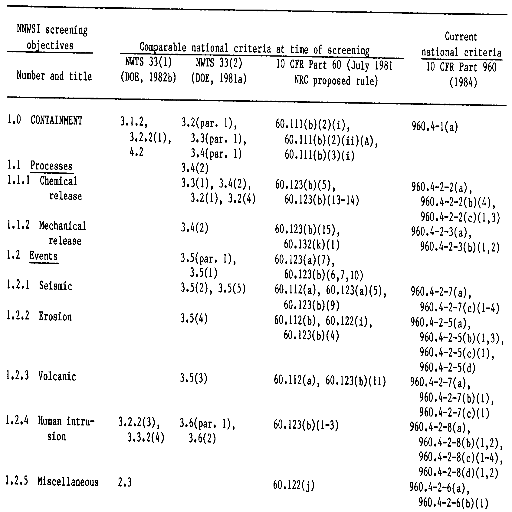 NNWSI screening objectives
Comparable national criteria at time of screening
Current national criteria
Number and title
NWTS 33(1) (DOE, 1982b)
NWTS 33(2) (DOE, 1981a)
10 CFR Part 60 (July 1981 NRC proposed rule)
10 CFR Part 960 (1984)
1.0 CONTAINMENT 3.1.2, 3.2(par. 1), 60.111(b)(2)(i), 960.4-1(a)
3.2.2(1), 3.3(par. 1), 60.111(b)(2)(ii)(A),
4.2 3.4(par. 1) 60.111(b)(3)(i)
1.1 Processes 3.4(2)
1.1.1 Chemical 3.3(1), 3.4(2), 60.123(b)(5), 960.4-2-2(a),
release 3.2(1), 3.2(4) 60.123(b)(13-14) 960.4-2-2(b)(4),
960.4-2-2(c)(1,3)
1.1.2 Mechanical 3.4(2) 60.123(b)(15), 960.4-2-3(a),
release 60.132(k)(1) 960.4-2-3(b)(1,2)
1.2 Events 3.5(par. 1), 60.123(a)(7),
3.5(1) 60.123(b)(6,7,10)
1.2.1 Seismic 3.5(2), 3.5(5) 60.112(a), 60.123(a)(5), 960.4-2-7(a),
60.123(b)(9) 960.4-2-7(c)(1-4)
1.2.2 Erosion 3.5(4) 60.112(b), 60.122(i), 960.4-2-5(a),
60.123(b)(4) 960.4-2-5(b)(1,3),
960.4-2-5(c)(1),
960.4-2-5(d)
1.2.3 Volcanic 3.5(3) 60.112(a), 60.123(b)(11) 960.4-2-7(a),
960.4-2-7(b)(1),
960.4-2-7(c)(1)
1.2.4 Human intru- 3.2.2(3), 3.6(par. 1), 60.123(b)(1-3) 960.4-2-8(a),
sion 3.3.2(4) 3.6(2) 960.4-2-8(b)(1,2),
960.4-2-8(c)(1-4),
960.4-2-8(d)(1,2)
1.2.5 Miscellaneous 2.3 60.122(j) 960.4-2-6(a),
960.4-2-6(b)(1)